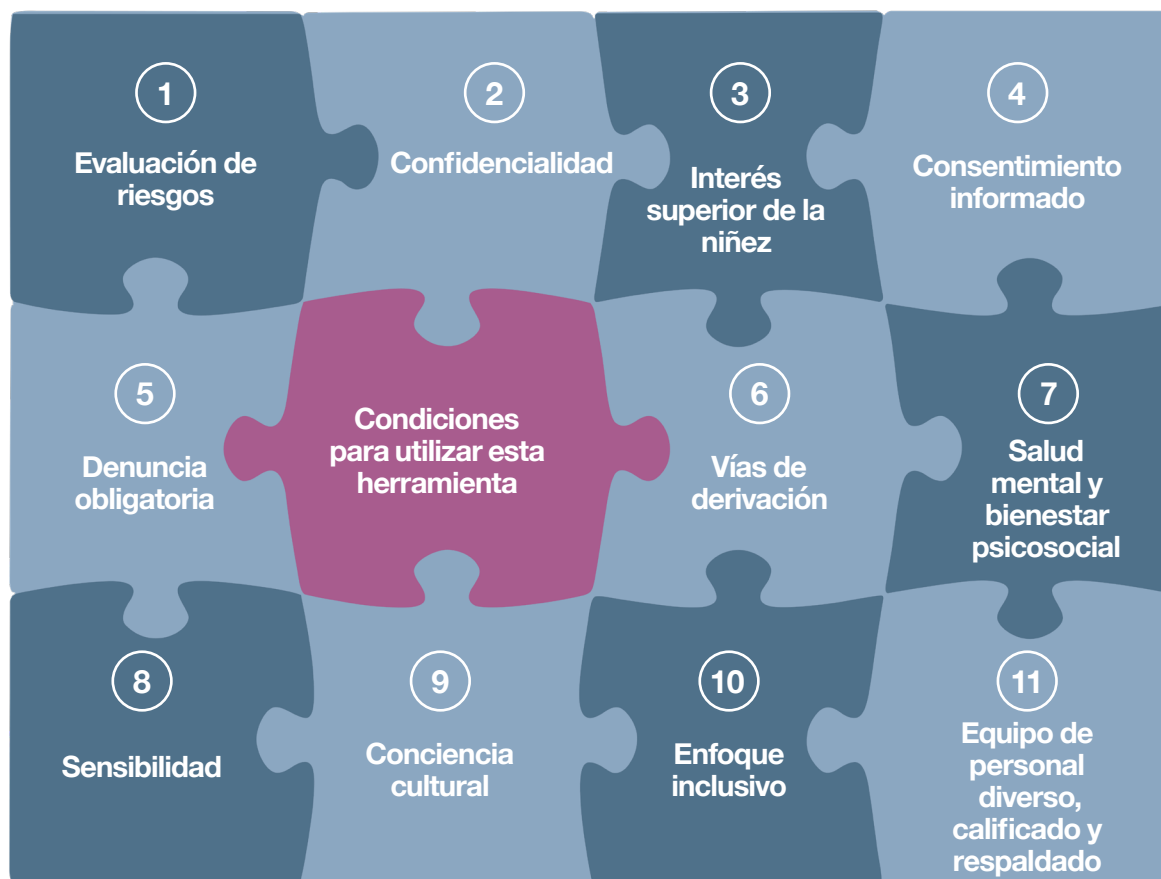 1
Evaluación de
riesgos
2
Confidencialidad
3
Interés
superior de la
niñez
4
Consentimiento
informado
5
Denuncia
obligatoria
Condiciones
para utilizar esta
herramienta
6
Vías de
derivación
7
Salud
mental y
bienestar
psicosocial
8
Sensibilidad
9
Conciencia
cultural
10
Enfoque
inclusivo
11
Equipo de
personal
diverso,
calificado y
respaldado